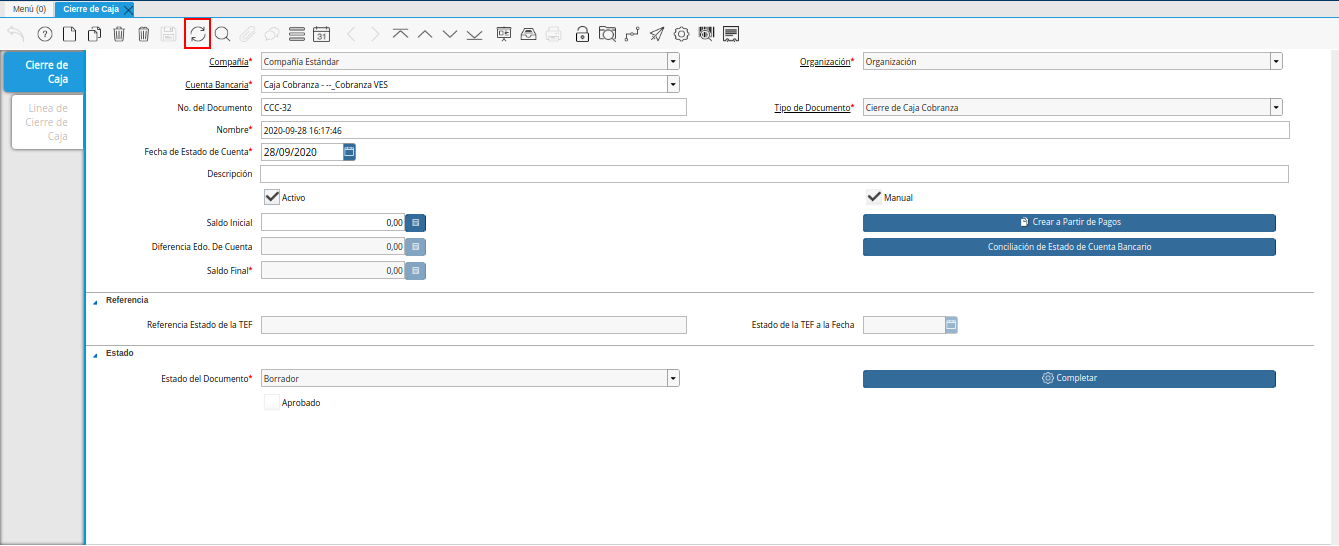 Menú (0) Cierre de Caja
31
Cierre de
Caja
Línea de
Cierre de
Caja
Compañía* Compañía Estándar Organización* Organización
Cuenta Bancaria* Caja Cobranza - --_Cobranza VES
No. del Documento CCC-32 Tipo de Documento* Cierre de Caja Cobranza
Nombre* 2020-09-28 16:17:46
Fecha de Estado de Cuenta* 28/09/2020
Descripción
Activo Manual
Saldo Inicial 0,00 Crear a Partir de Pagos
Diferencia Edo. De Cuenta 0,00 Conciliación de Estado de Cuenta Bancario
Saldo Final* 0,00
Referencia
Referencia Estado de la TEF Estado de la TEF a la Fecha
Estado
Estado del Documento* Borrador Completar
Aprobado